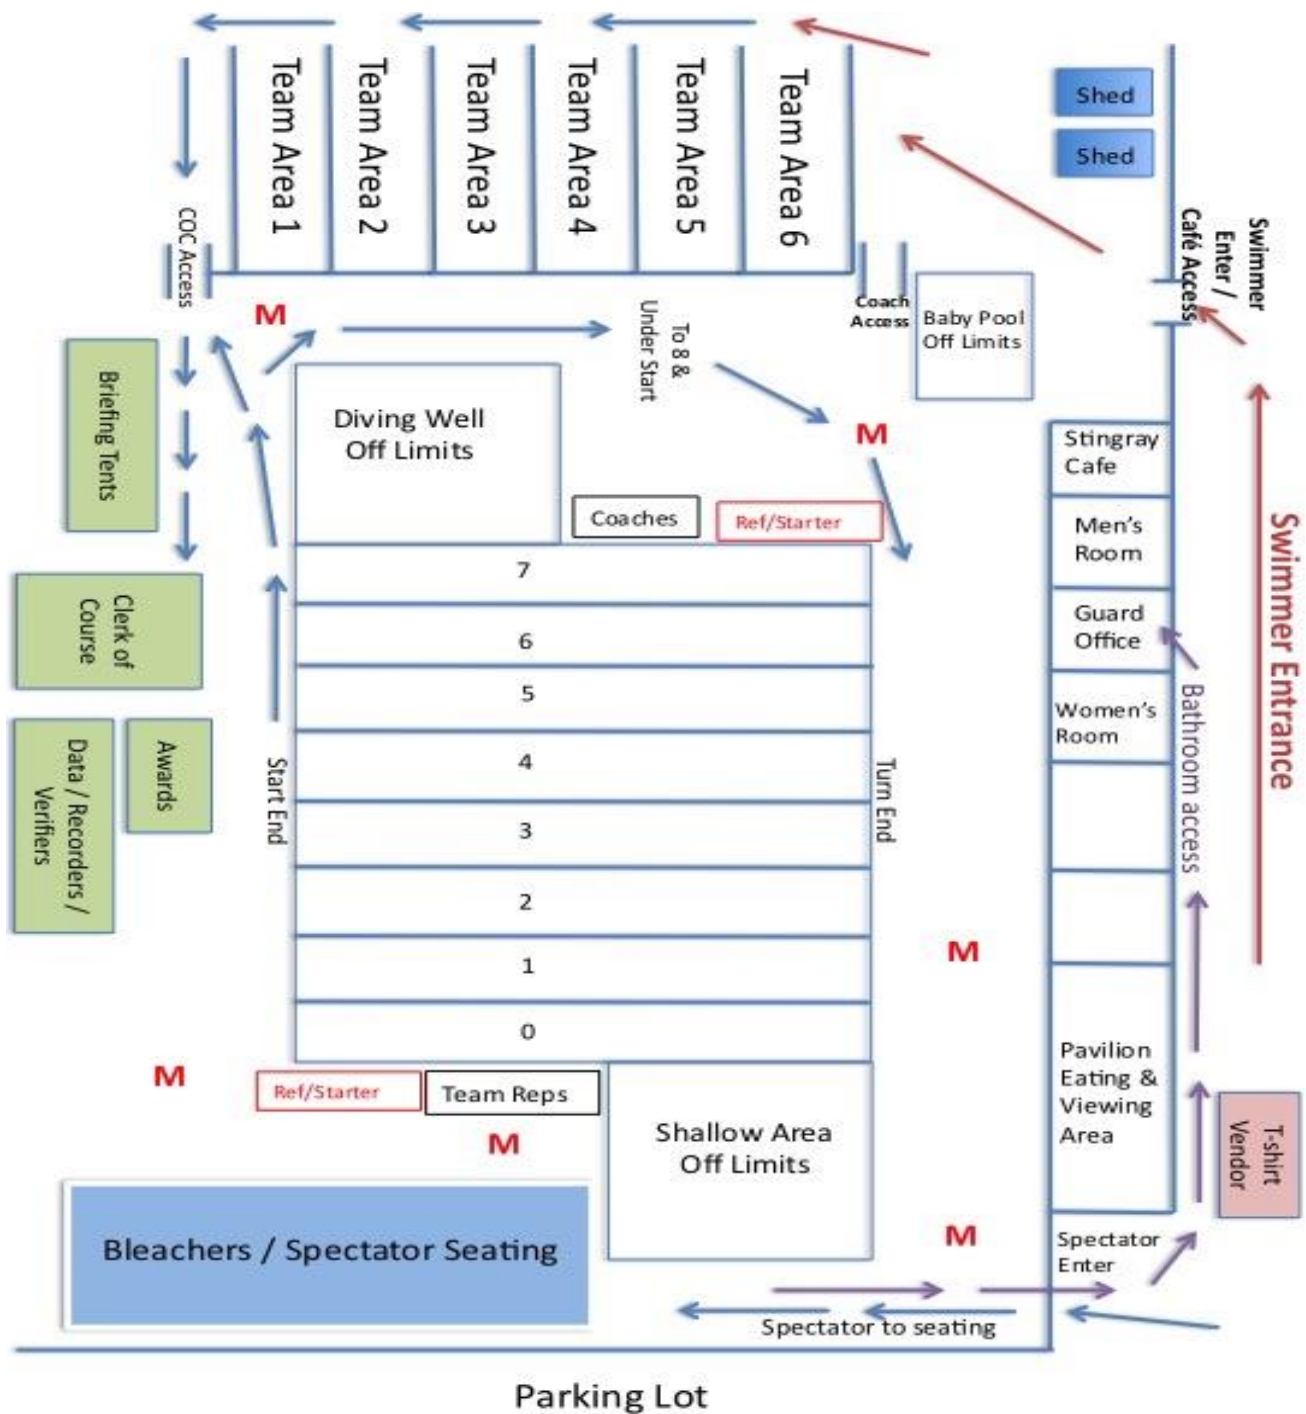 Team Area 1
Team Area 2
Team Area 3
Team Area 4
Team Area 5
Team Area 6
Shed
Shed
Swimmer
Enter /
Café Access
COC Access
M
To 8 &
Under Start
Coach
Access
Baby Pool
Off Limits
Briefing Tents
Diving Well
Off Limits
M
Stingray
Cafe
Coaches
Ref/Starter
Men's
Room
Swimmer Entrance
7
Clerk of
Course
6
Guard
Office
5
Bathroom access
Women's
Room
Data / Recorders /
Verifiers
Awards
Start End
4
Turn End
3
2
1
M
0
Pavilion
Eating &
Viewing
Area
M
Ref/Starter
Team Reps
T-shirt
Vendor
M
Shallow Area
Off Limits
Bleachers / Spectator Seating
M
Spectator
Enter
Spectator to seating
Parking Lot